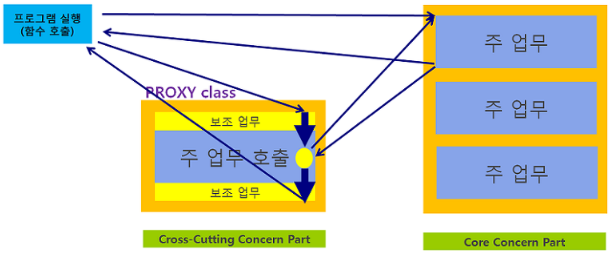 프로그램 실행
(함수 호출)
PROXY class
보조 업무
주 업무 호출
보조 업무
Cross-Cutting Concern Part
주 업무
주 업무
주 업무
Core Concern Part